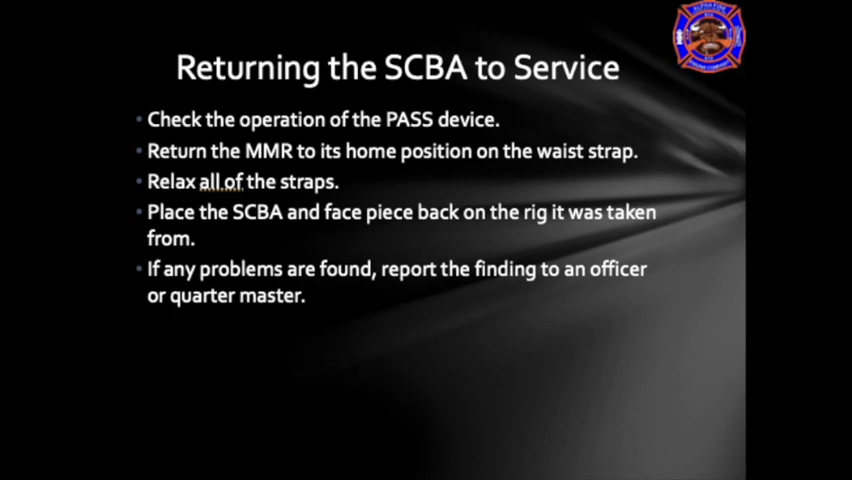 Returning the SCBA to Service
• Check the operation of the PASS device.
• Return the MMR to its home position on the waist strap.
• Relax all of the straps.
• Place the SCBA and face piece back on the rig it was taken
from.
• If any problems are found, report the finding to an officer
or quarter master.
ALPHA FIRE